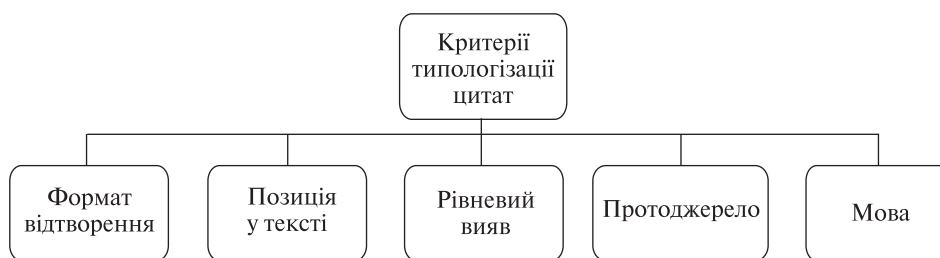 Критерії
типологізації
цитат
Формат
відтворення
Позиція
у тексті
Рівневий
вияв
Протоджерело
Мова